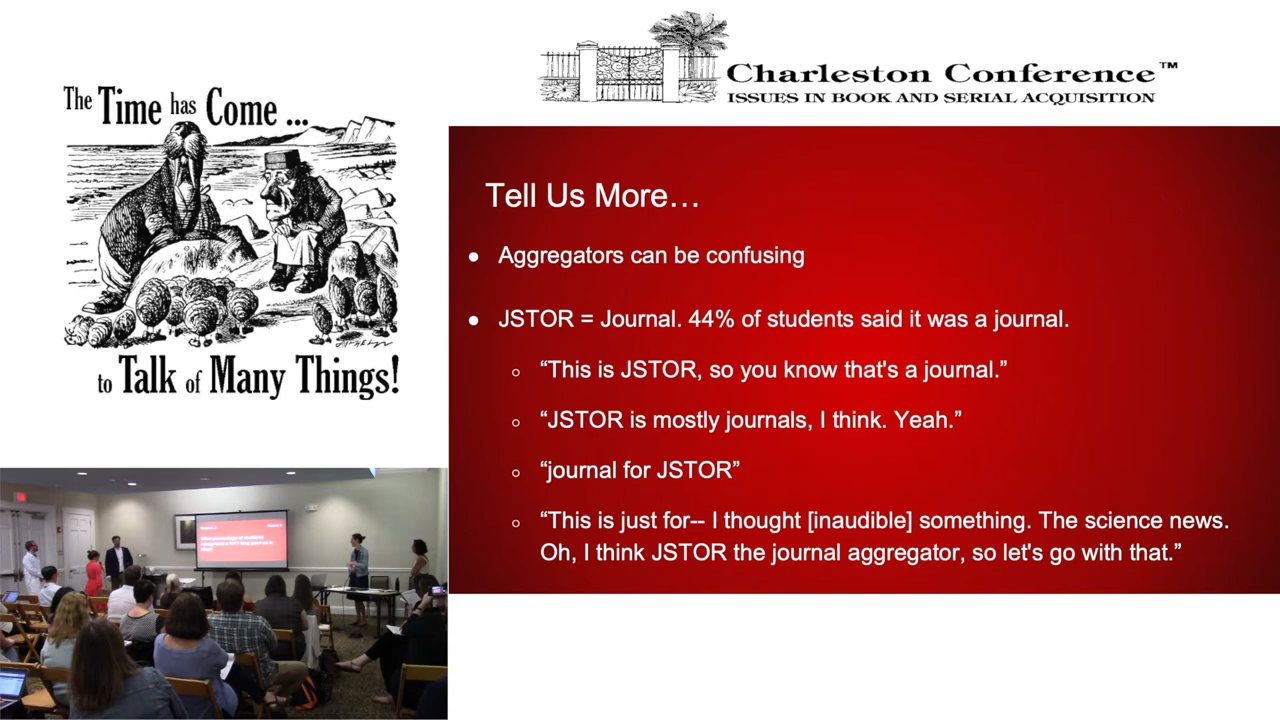 The Time has Come ...
to Talk of Many Things!
Charleston Conference™
ISSUES IN BOOK AND SERIAL ACQUISITION
Tell Us More…
● Aggregators can be confusing
● JSTOR = Journal. 44% of students said it was a journal.
○ “This is JSTOR, so you know that's a journal.”
○ “JSTOR is mostly journals, I think. Yeah.”
○ “journal for JSTOR”
○ “This is just for-- I thought [inaudible] something. The science news.
Oh, I think JSTOR the journal aggregator, so let's go with that.”